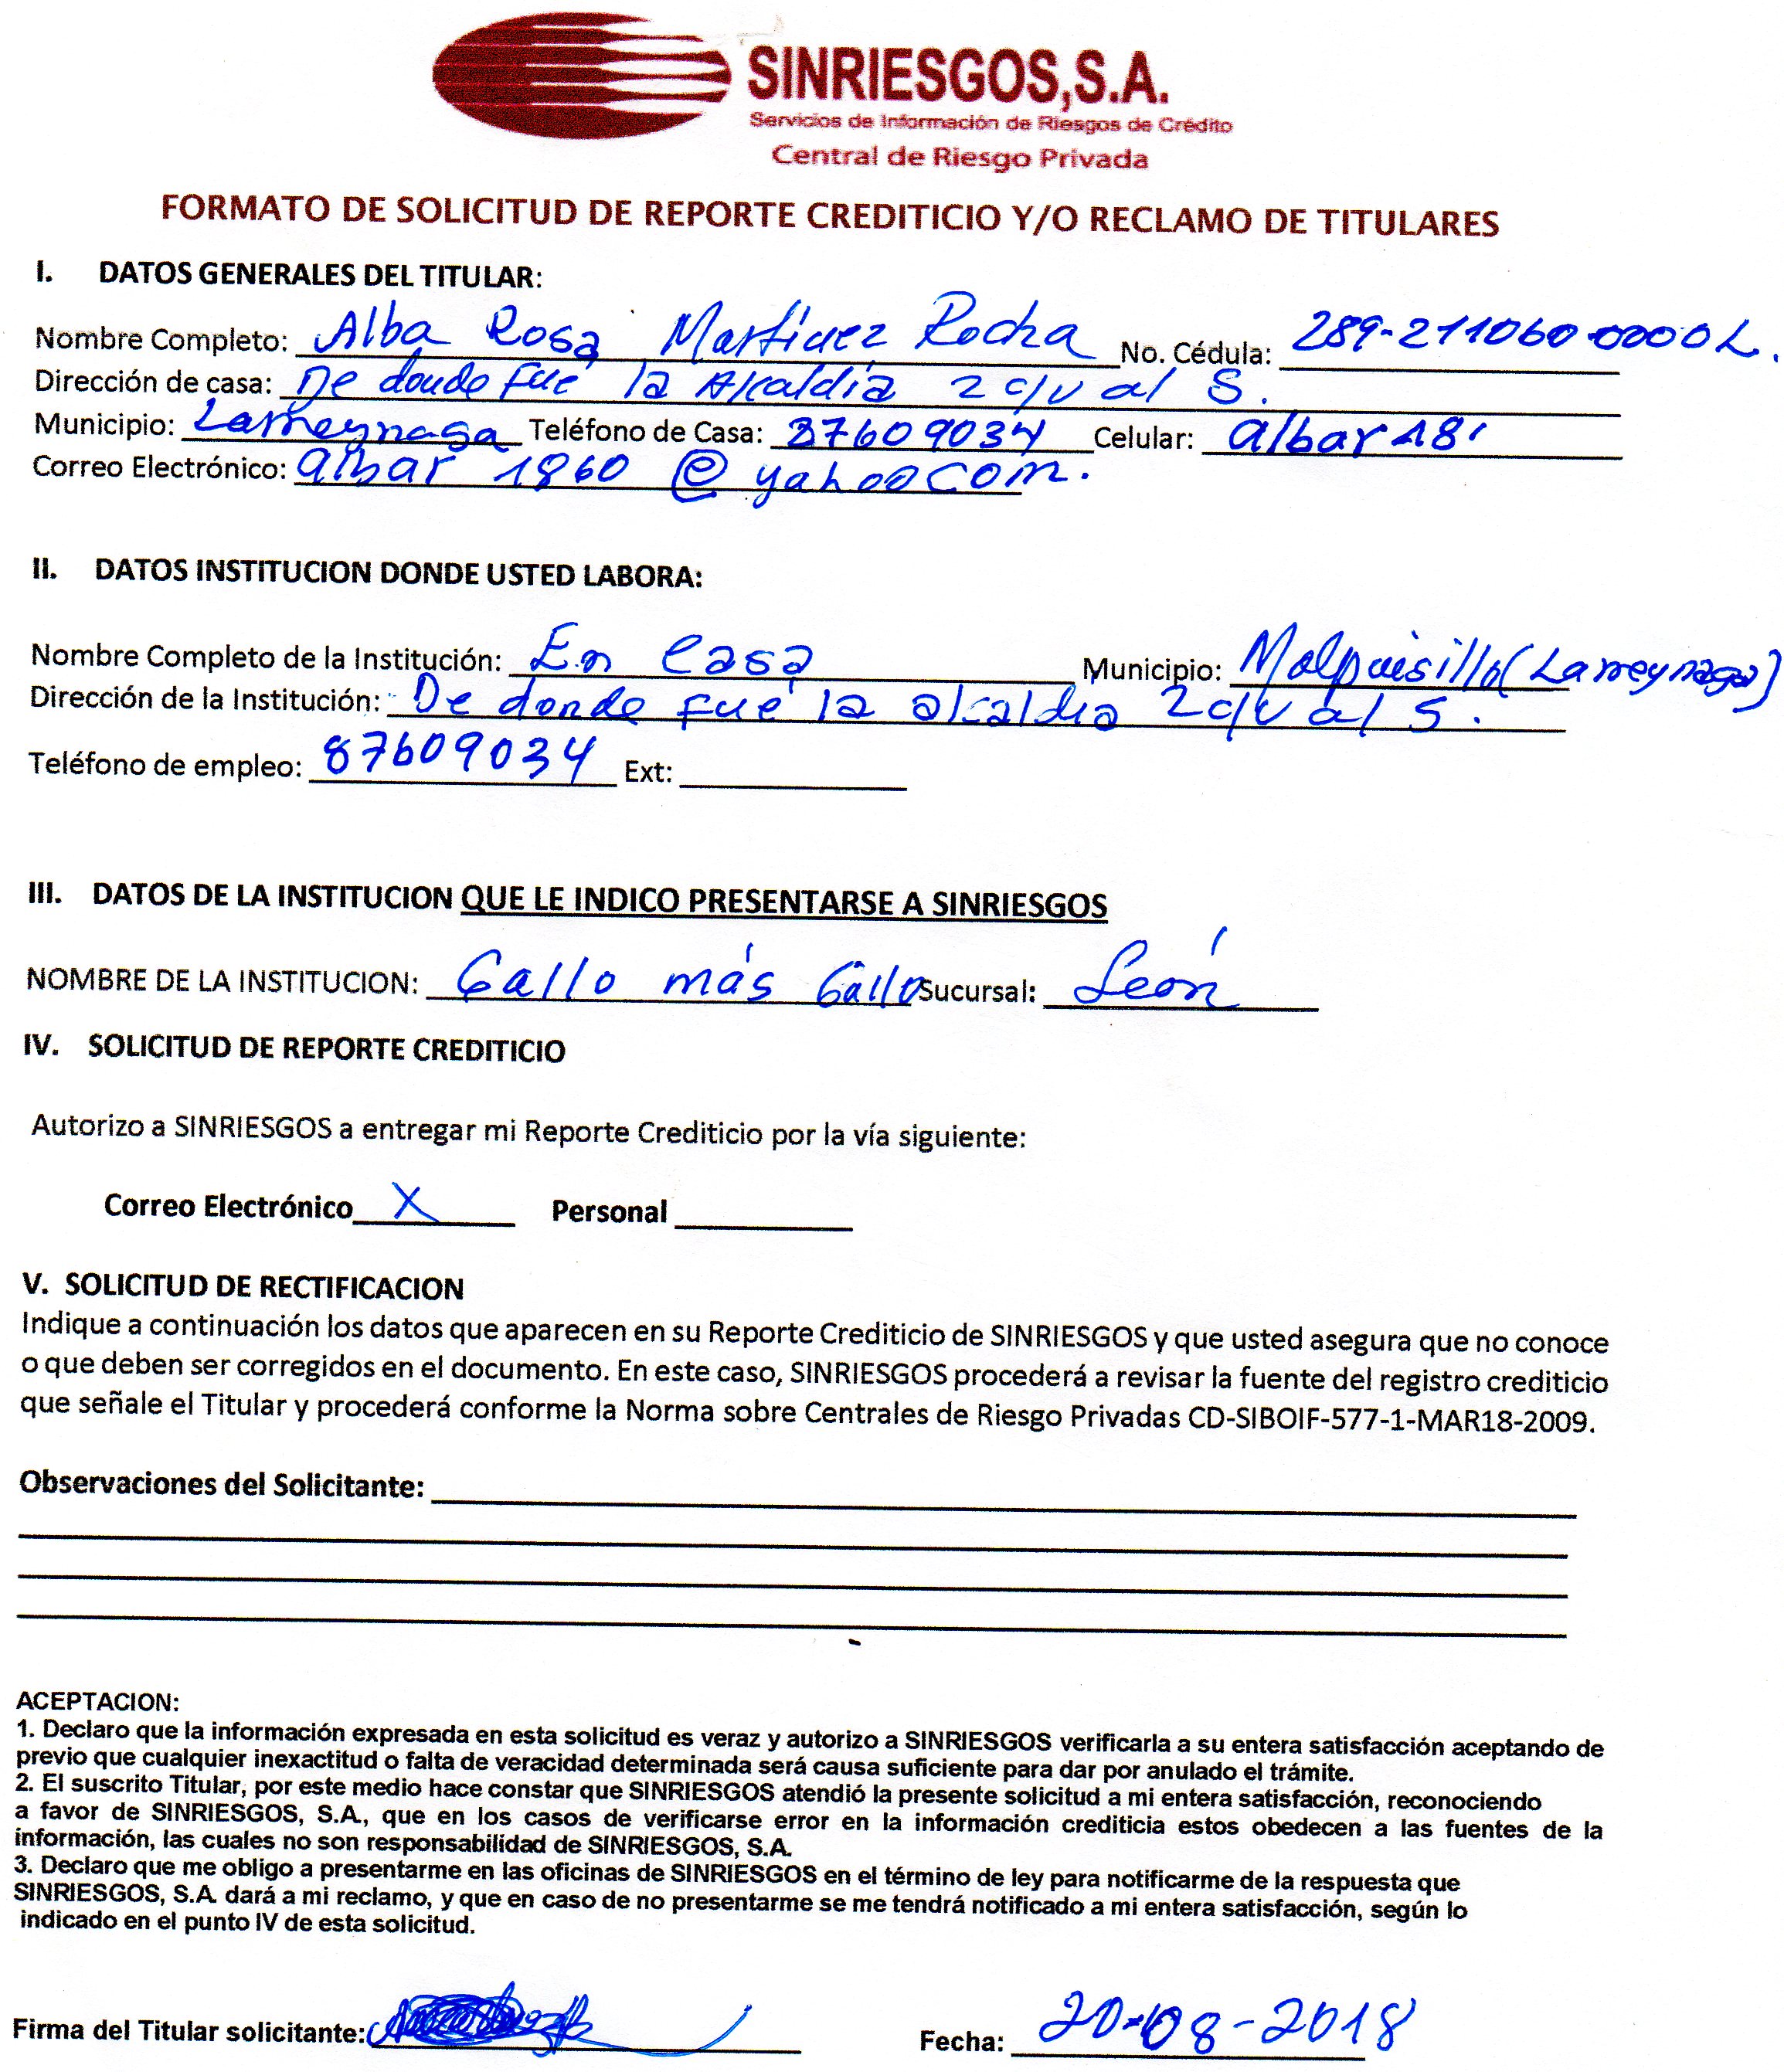 SINRIESGOS,S.A.
Servicios de Información de Riesgos de Crédito
Central de Riesgo Privada
FORMATO DE SOLICITUD DE REPORTE CREDITICIO Y/O RECLAMO DE TITULARES
I. DATOS GENERALES DEL TITULAR:
Nombre Completo: Alba Rosa Martínez Rocha No. Cédula: 289-211060-0000L.
Dirección de casa: De donde fué la Alcaldía 2 c/v al S.
Municipio: Larreynaga Teléfono de Casa: 87609034 Celular: albar 18
Correo Electrónico: albar 1860 @ yahoo com.
II. DATOS INSTITUCION DONDE USTED LABORA:
Nombre Completo de la Institución: En Casa Municipio: Malpaisillo (Larreynaga)
Dirección de la Institución: De donde fué la alcaldía 2 c/v al S.
Teléfono de empleo: 87609034 Ext:
III. DATOS DE LA INSTITUCION QUE LE INDICO PRESENTARSE A SINRIESGOS
NOMBRE DE LA INSTITUCION: Gallo más Gallo Sucursal: León
IV. SOLICITUD DE REPORTE CREDITICIO
Autorizo a SINRIESGOS a entregar mi Reporte Crediticio por la vía siguiente:
Correo Electrónico X Personal
V. SOLICITUD DE RECTIFICACION
Indique a continuación los datos que aparecen en su Reporte Crediticio de SINRIESGOS y que usted asegura que no conoce
o que deben ser corregidos en el documento. En este caso, SINRIESGOS procederá a revisar la fuente del registro crediticio
que señale el Titular y procederá conforme la Norma sobre Centrales de Riesgo Privadas CD-SIBOIF-577-1-MAR18-2009.
Observaciones del Solicitante:
ACEPTACION:
1. Declaro que la información expresada en esta solicitud es veraz y autorizo a SINRIESGOS verificarla a su entera satisfacción aceptando de
previo que cualquier inexactitud o falta de veracidad determinada será causa suficiente para dar por anulado el trámite.
2. El suscrito Titular, por este medio hace constar que SINRIESGOS atendió la presente solicitud a mi entera satisfacción, reconociendo
a favor de SINRIESGOS, S.A., que en los casos de verificarse error en la información crediticia estos obedecen a las fuentes de la
información, las cuales no son responsabilidad de SINRIESGOS, S.A.
3. Declaro que me obligo a presentarme en las oficinas de SINRIESGOS en el término de ley para notificarme de la respuesta que
SINRIESGOS, S.A. dará a mi reclamo, y que en caso de no presentarme se me tendrá notificado a mi entera satisfacción, según lo
indicado en el punto IV de esta solicitud.
Firma del Titular solicitante: Fecha: 20-08-2018